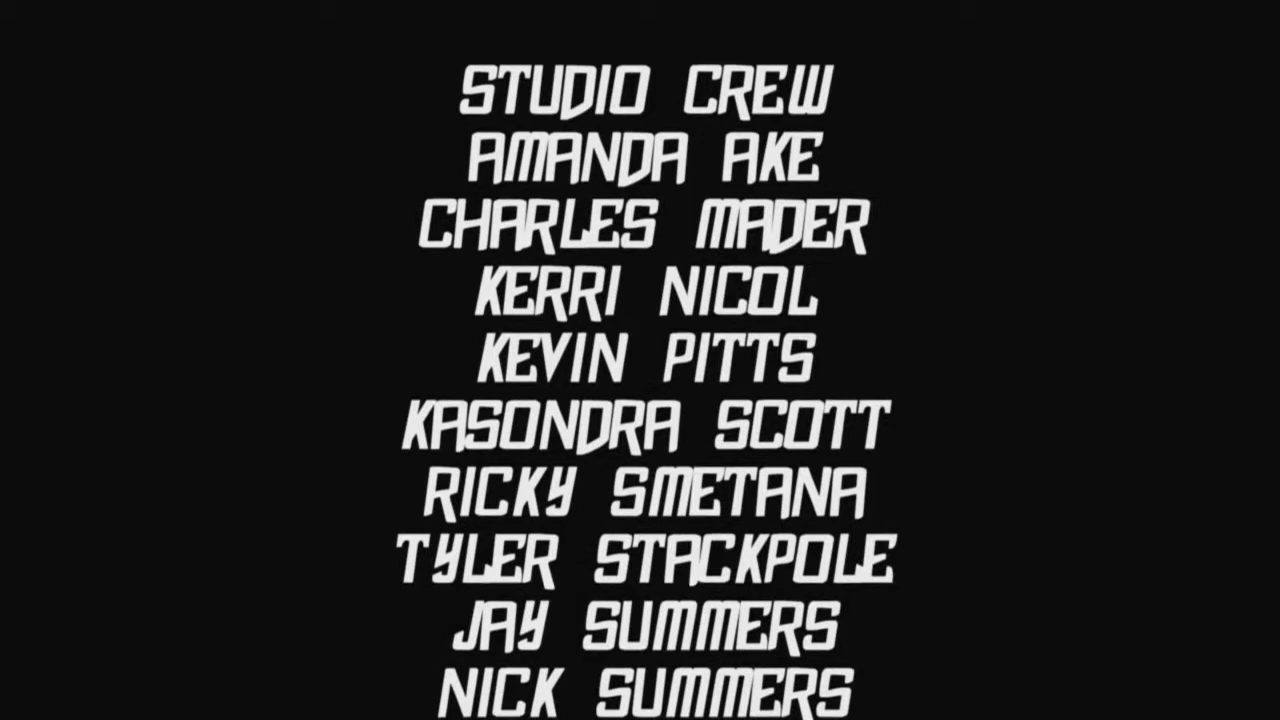 STUDIO CREW
AMANDA AKE
CHARLES MADER
KERRI NICOL
KEVIN PITTS
KASONDRA SCOTT
RICKY SMETANA
TYLER STACKPOLE
JAY SUMMERS
NICK SUMMERS